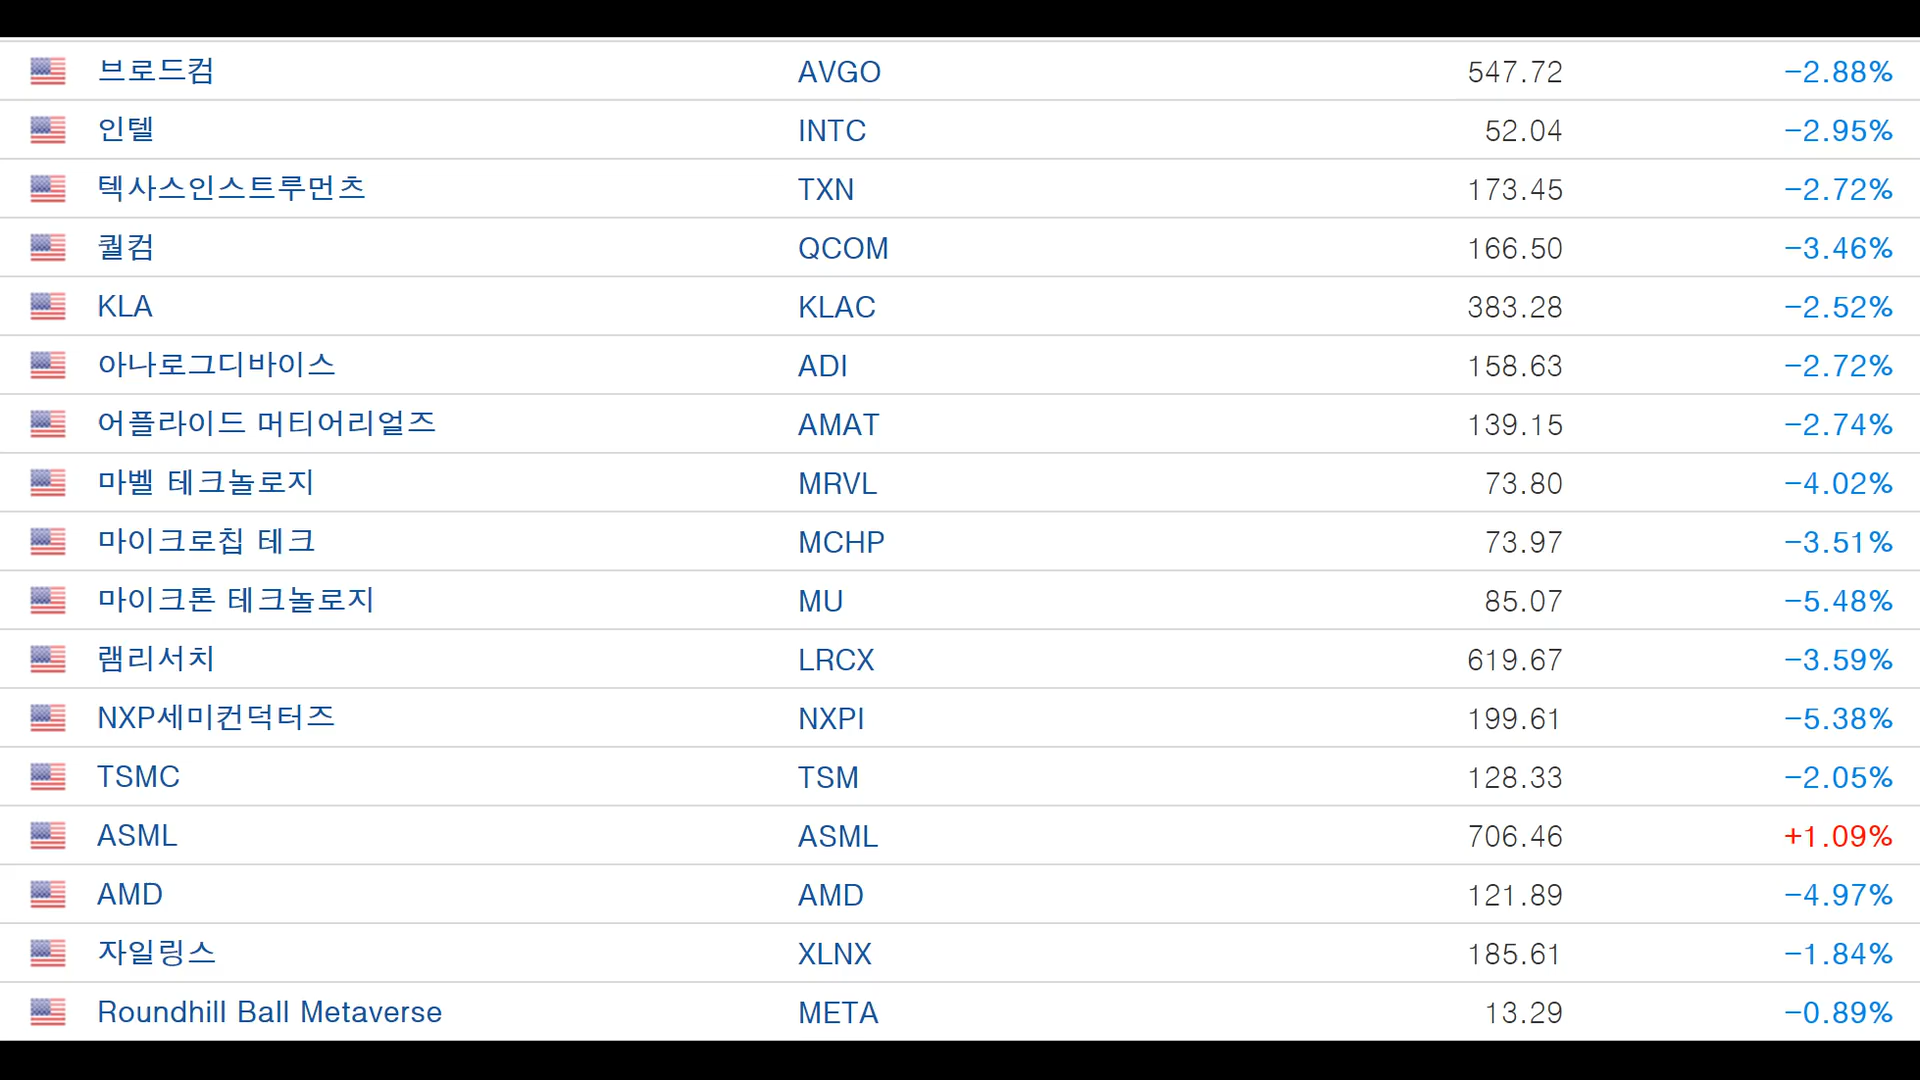 브로드컴 AVGO 547.72 -2.88%
인텔 INTC 52.04 -2.95%
텍사스인스트루먼츠 TXN 173.45 -2.72%
퀄컴 QCOM 166.50 -3.46%
KLA KLAC 383.28 -2.52%
아나로그디바이스 ADI 158.63 -2.72%
어플라이드 머티어리얼즈 AMAT 139.15 -2.74%
마벨 테크놀로지 MRVL 73.80 -4.02%
마이크로칩 테크 MCHP 73.97 -3.51%
마이크론 테크놀로지 MU 85.07 -5.48%
램리서치 LRCX 619.67 -3.59%
NXP세미컨덕터즈 NXPI 199.61 -5.38%
TSMC TSM 128.33 -2.05%
ASML ASML 706.46 +1.09%
AMD AMD 121.89 -4.97%
자일링스 XLNX 185.61 -1.84%
Roundhill Ball Metaverse META 13.29 -0.89%